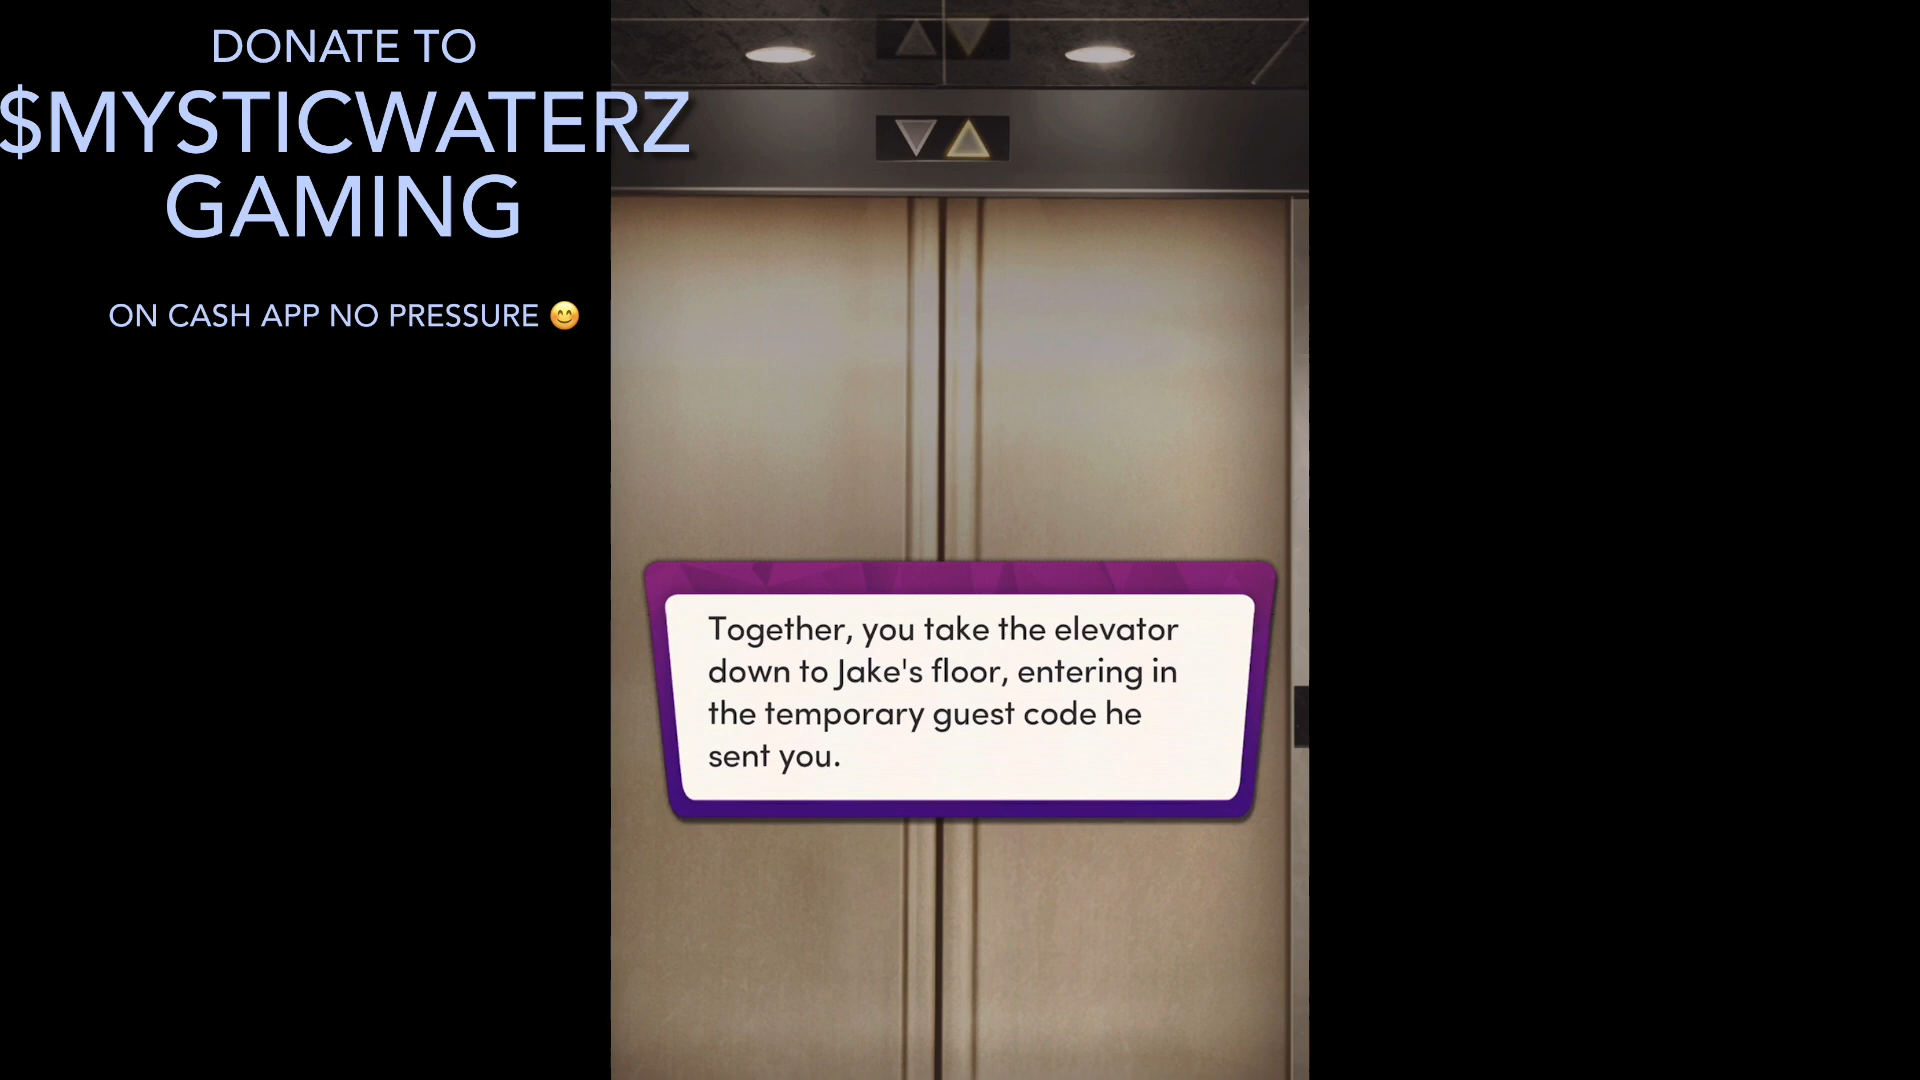 DONATE TO
$MYSTICWATERZ
GAMING
ON CASH APP NO PRESSURE 😊
Together, you take the elevator
down to Jake's floor, entering in
the temporary guest code he
sent you.